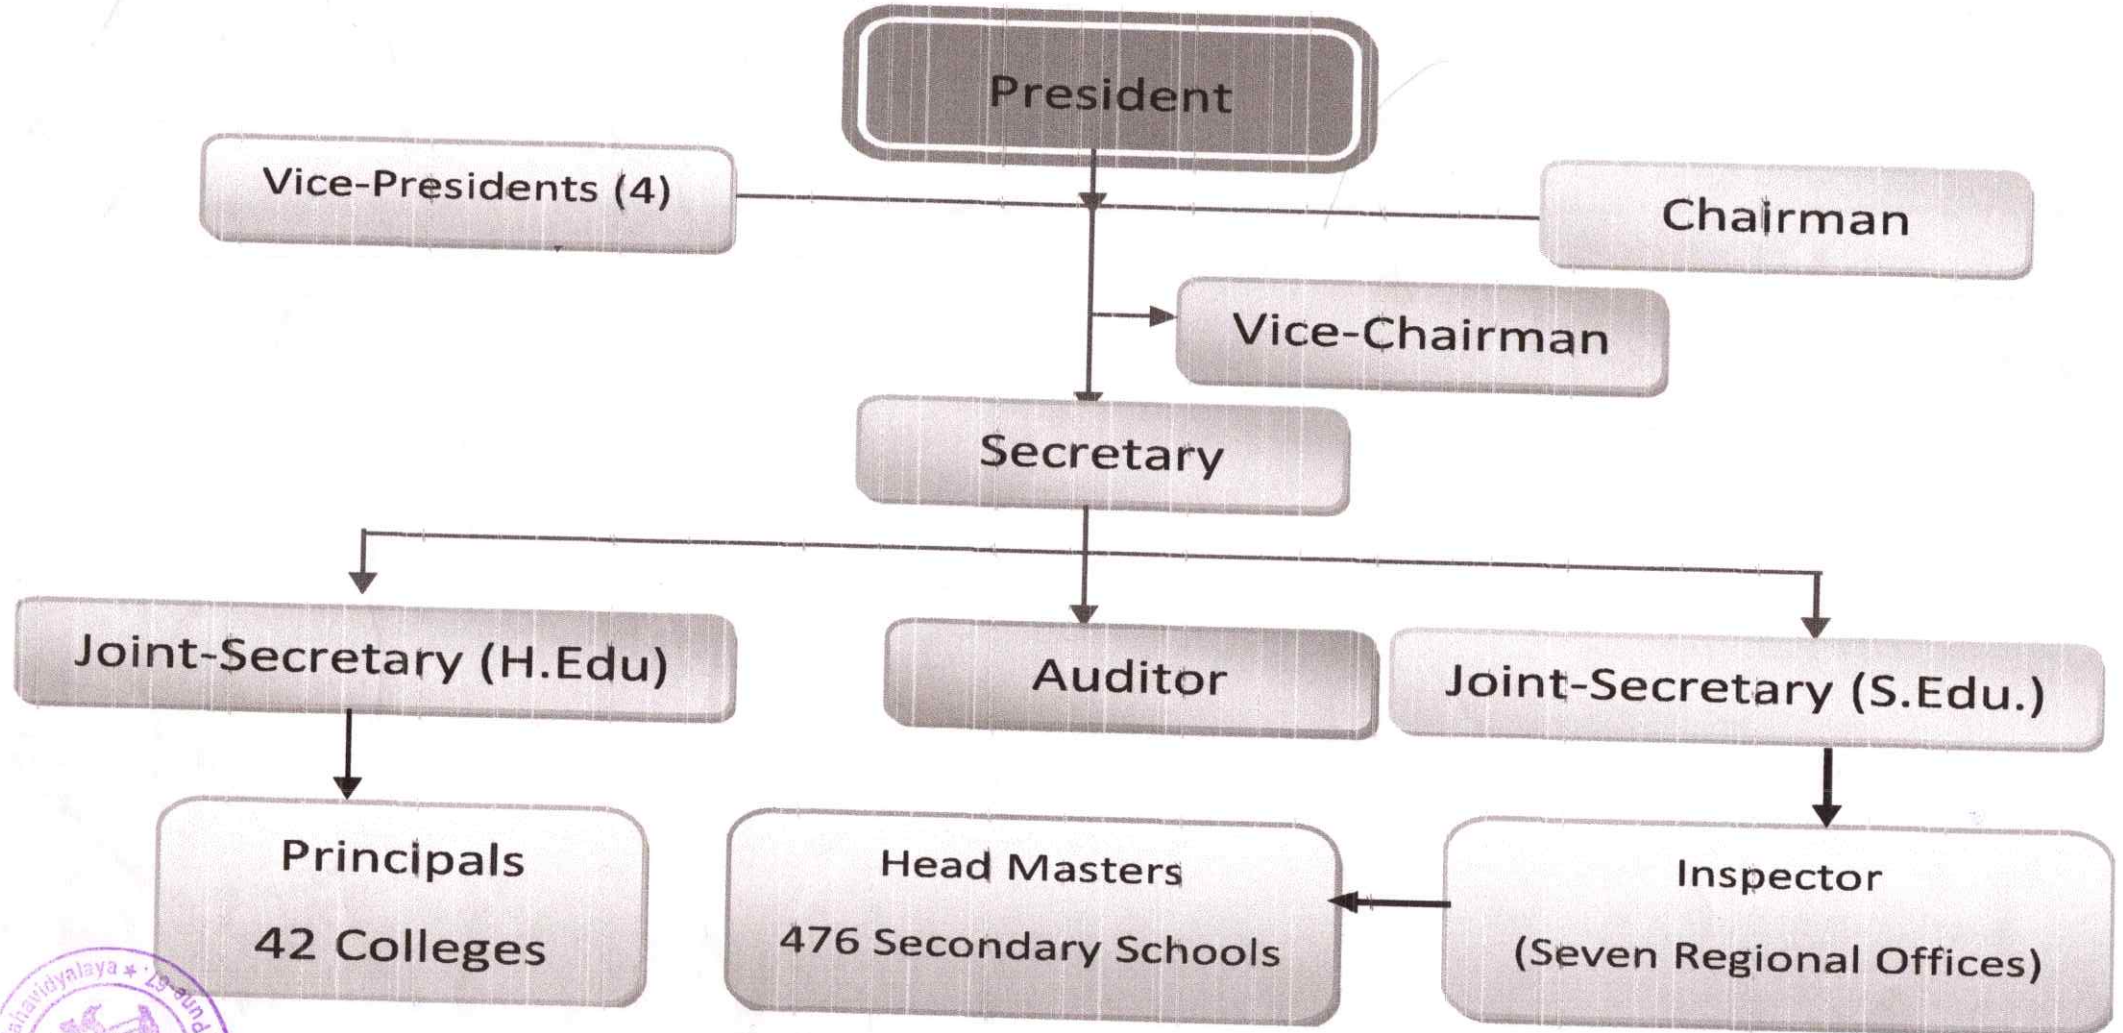 President
Vice-Presidents (4)
Chairman
Vice-Chairman
Secretary
Joint-Secretary (H.Edu)
Auditor
Joint-Secretary (S.Edu.)
Principals
42 Colleges
Head Masters
476 Secondary Schools
Inspector
(Seven Regional Offices)